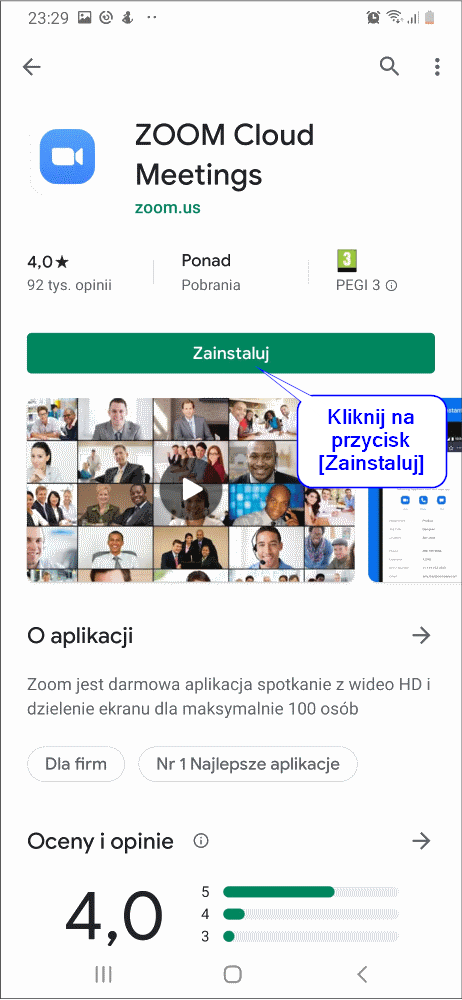 23:29
ZOOM Cloud
Meetings
zoom.us
4,0★
92 tys. opinii
Ponad
Pobrania
3
PEGI 3
Zainstaluj
Kliknij na
przycisk
[Zainstaluj]
O aplikacji
Zoom jest darmowa aplikacja spotkanie z wideo HD i
dzielenie ekranu dla maksymalnie 100 osób
Dla firm
Nr 1 Najlepsze aplikacje
Oceny i opinie
4,0
5
4
3